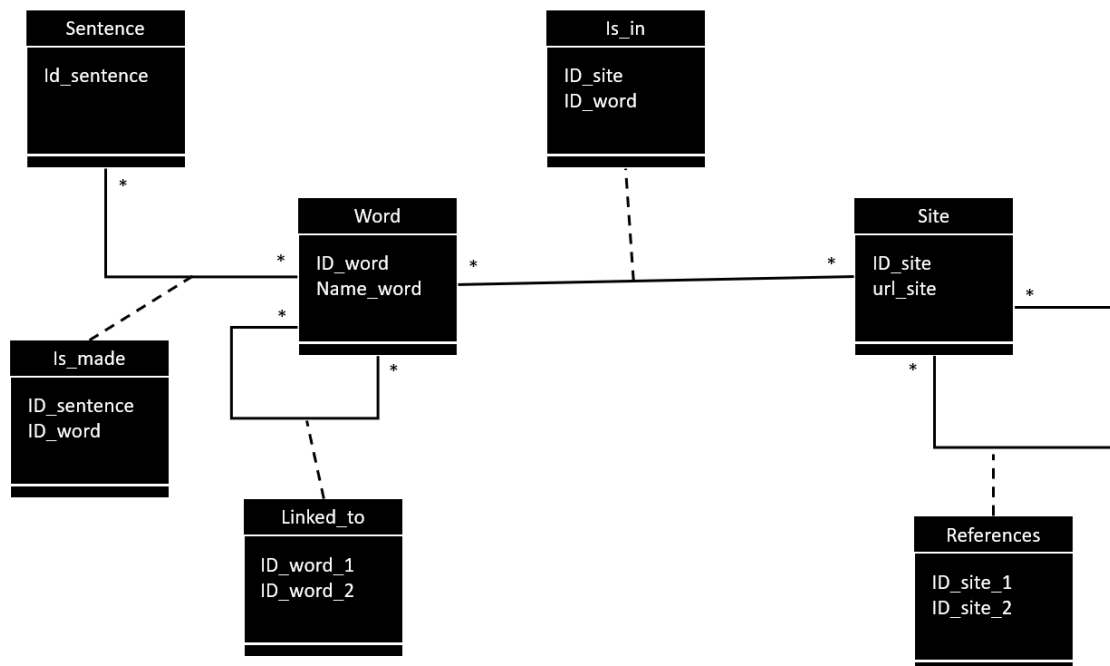 Sentence
Id_sentence
*
Is_in
ID_site
ID_word
Word
ID_word
Name_word
*
*
*
*
*
Site
ID_site
url_site
*
*
Is_made
ID_sentence
ID_word
Linked_to
ID_word_1
ID_word_2
References
ID_site_1
ID_site_2